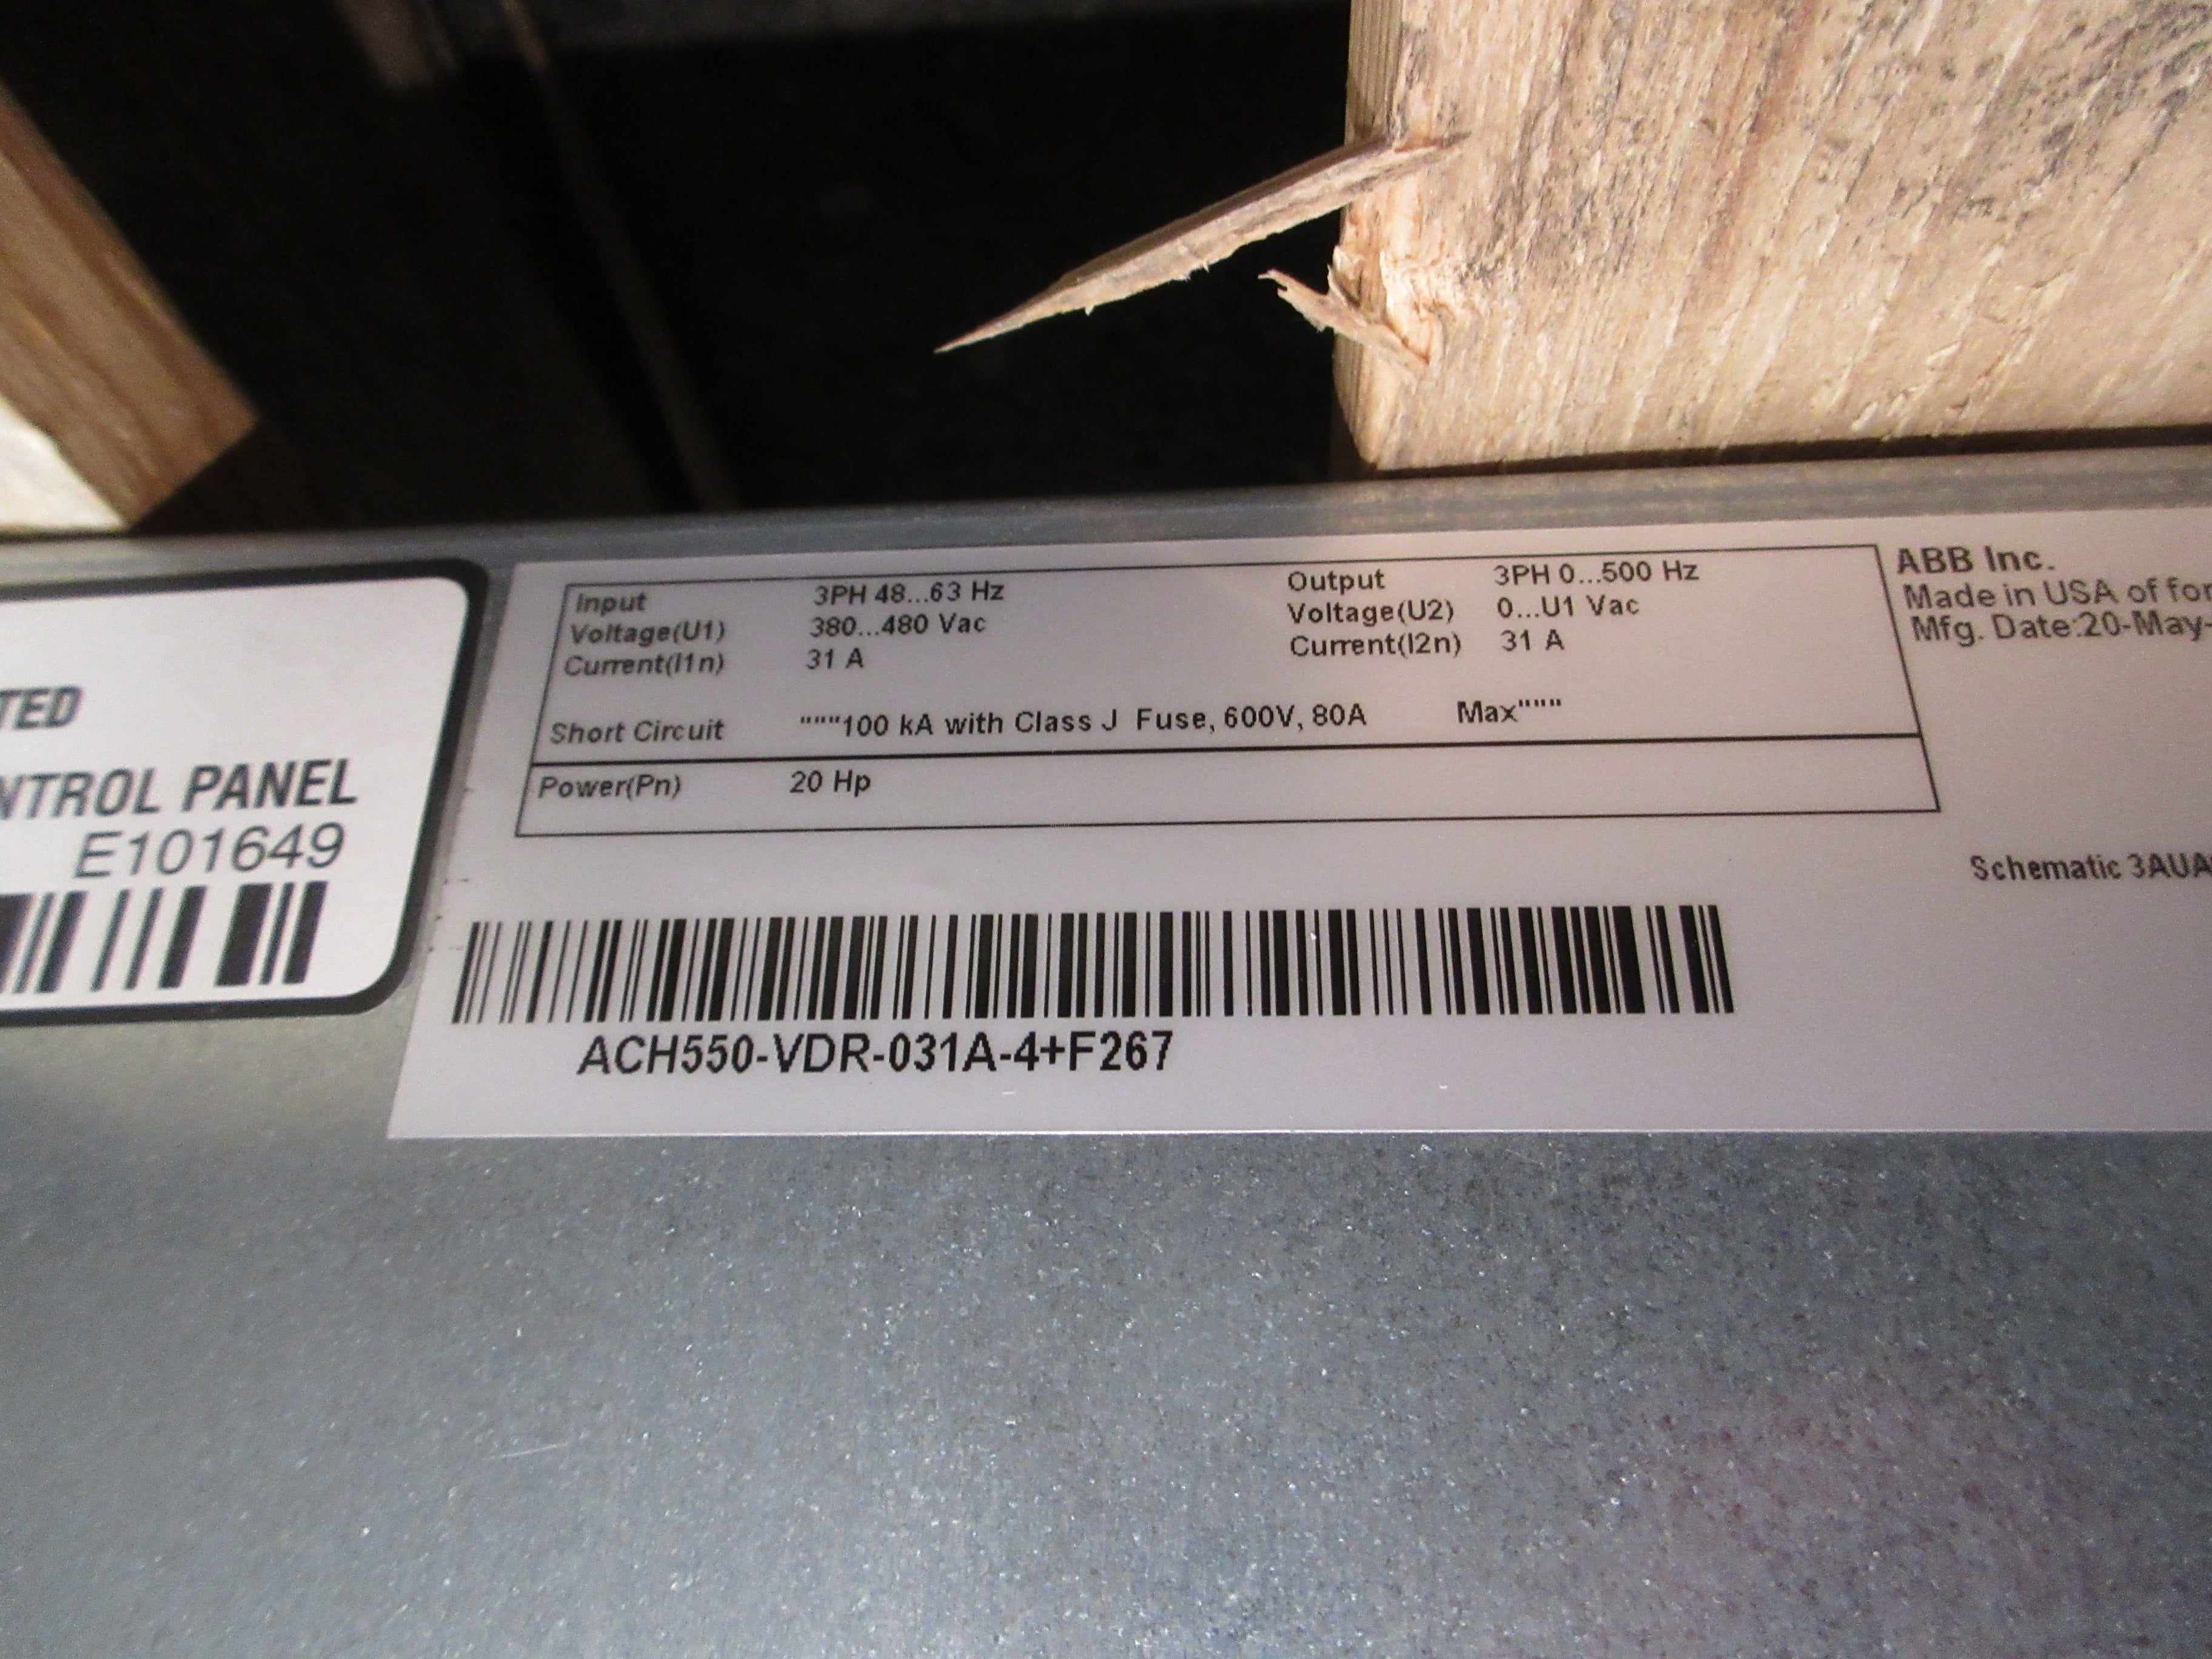 TED
NTROL PANEL
E101649
Input 3PH 48...63 Hz Output 3PH 0...500 Hz
Voltage(U1) 380...480 Vac Voltage(U2) 0...U1 Vac
Current(I1n) 31 A Current(I2n) 31 A
Short Circuit """100 kA with Class J Fuse, 600V, 80A Max"""
Power(Pn) 20 Hp
ABB Inc.
Made in USA of for
Mfg. Date:20-May-
Schematic 3AUA
ACH550-VDR-031A-4+F267